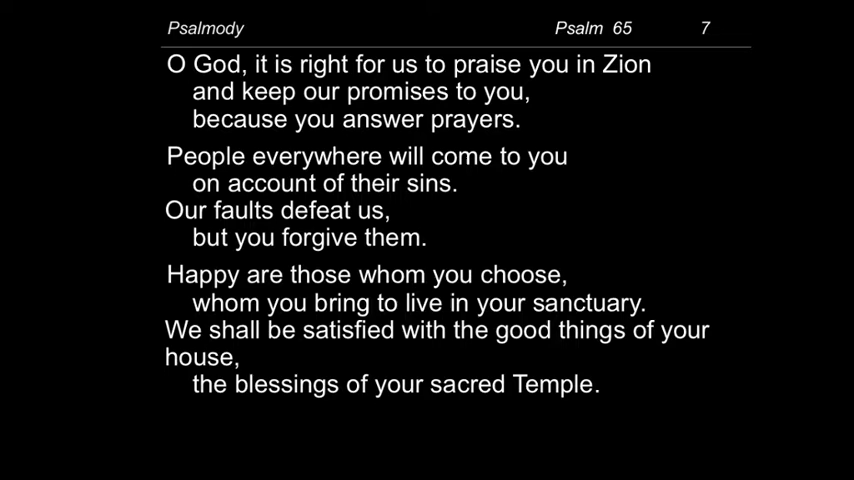 Psalmody Psalm 65 7
O God, it is right for us to praise you in Zion
and keep our promises to you,
because you answer prayers.
People everywhere will come to you
on account of their sins.
Our faults defeat us,
but you forgive them.
Happy are those whom you choose,
whom you bring to live in your sanctuary.
We shall be satisfied with the good things of your
house,
the blessings of your sacred Temple.